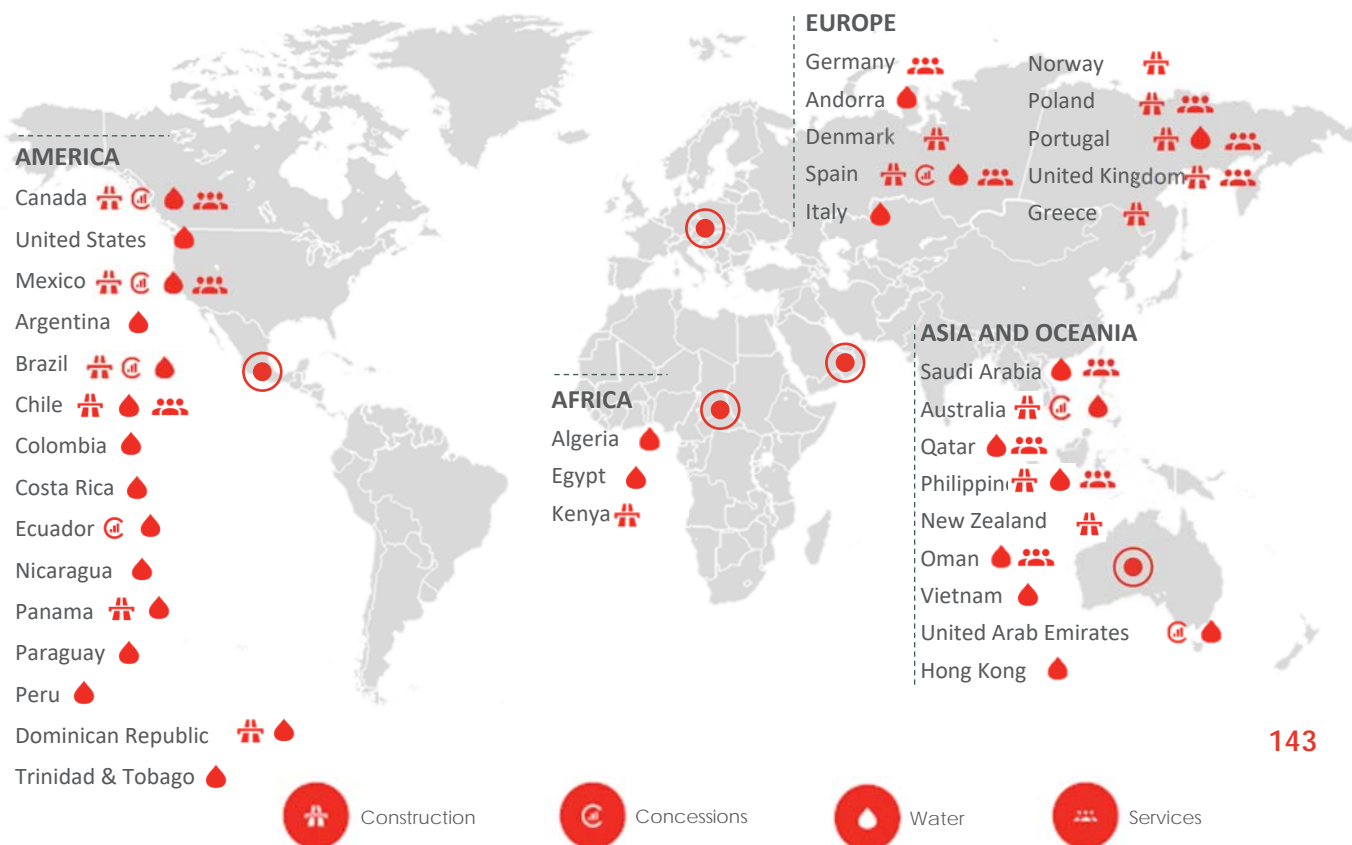 AMERICA
Canada
United States
Mexico
Argentina
Brazil
Chile
Colombia
Costa Rica
Ecuador
Nicaragua
Panama
Paraguay
Peru
Dominican Republic
Trinidad & Tobago
EUROPE
Germany
Andorra
Denmark
Spain
Italy
Norway
Poland
Portugal
United Kingdom
Greece
AFRICA
Algeria
Egypt
Kenya
ASIA AND OCEANIA
Saudi Arabia
Australia
Qatar
Philippin
New Zealand
Oman
Vietnam
United Arab Emirates
Hong Kong
143
Construction
Concessions
Water
Services